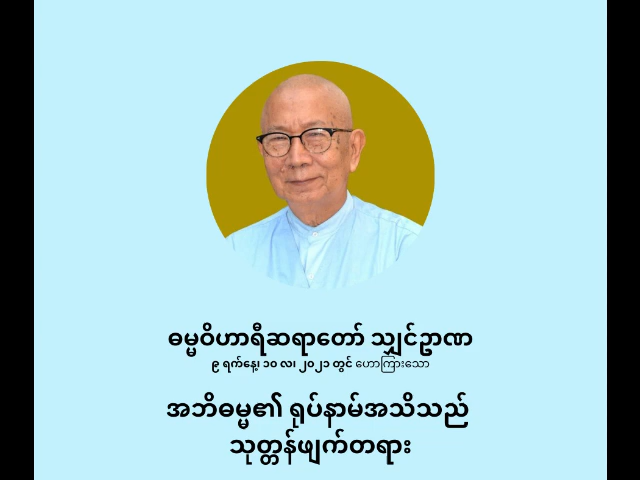 ဓမ္မဝိဟာရီဆရာတော် သျှင်ဉာဏ
၉ ရက်နေ့၊ ၁၀ လ၊ ၂၀၂၁ တွင် ဟောကြားသော
အဘိဓမ္မ၏ ရုပ်နာမ်အသိသည်
သုတ္တန်ဖျက်တရား